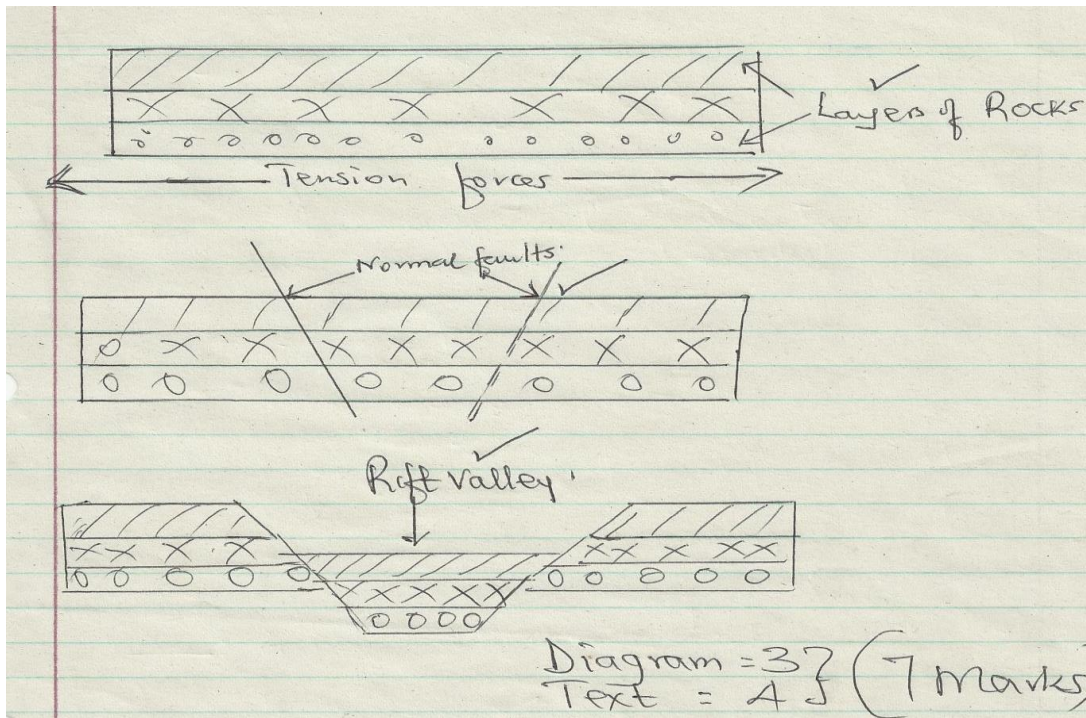 Layers of Rocks
Tension forces
Normal faults.
Rift Valley.
Diagram = 3
Text = 4
(7 Marks)